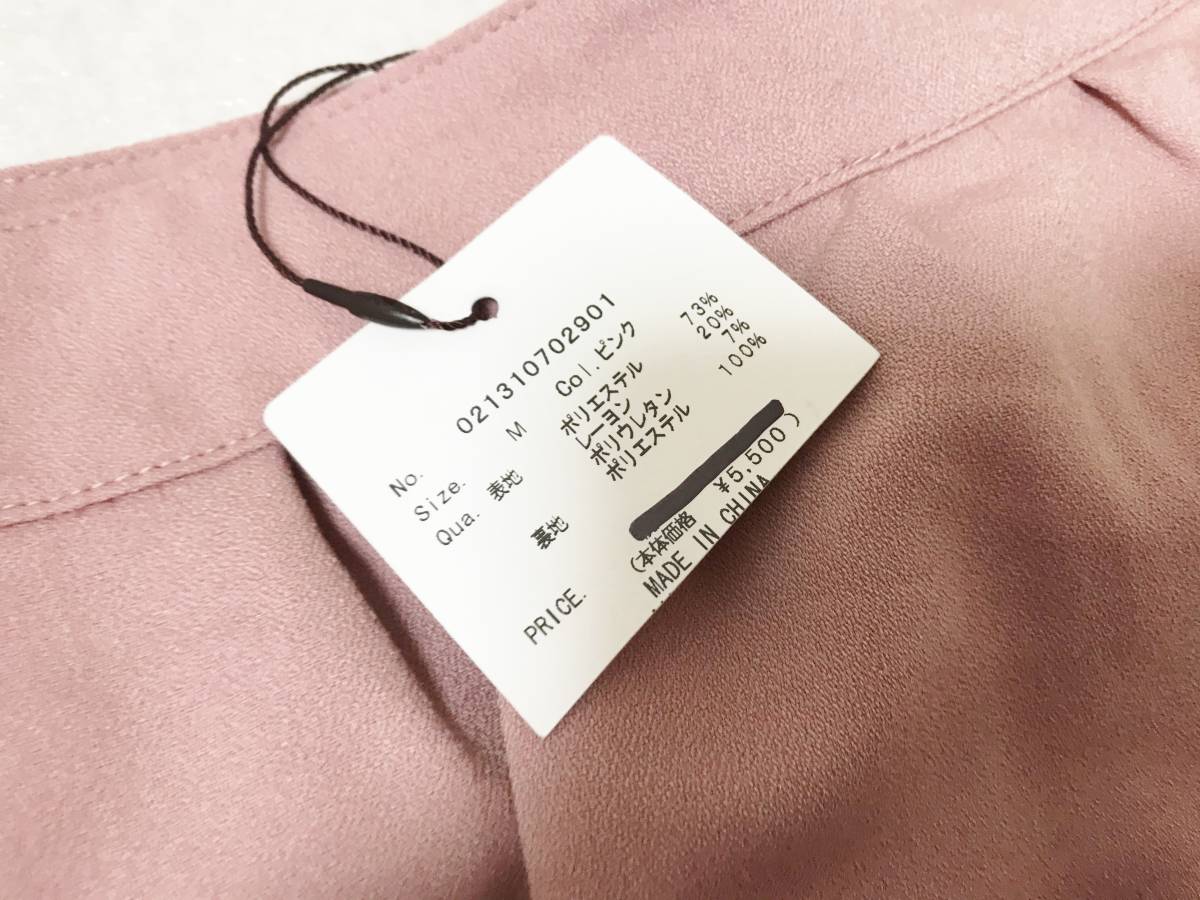 No. 021310702901
Size. M Col.ピンク
Qua. 表地 ポリエステル 73%
レーヨン 20%
ポリウレタン 7%
裏地 ポリエステル 100%
PRICE.
(本体価格 ¥5,500)
MADE IN CHINA